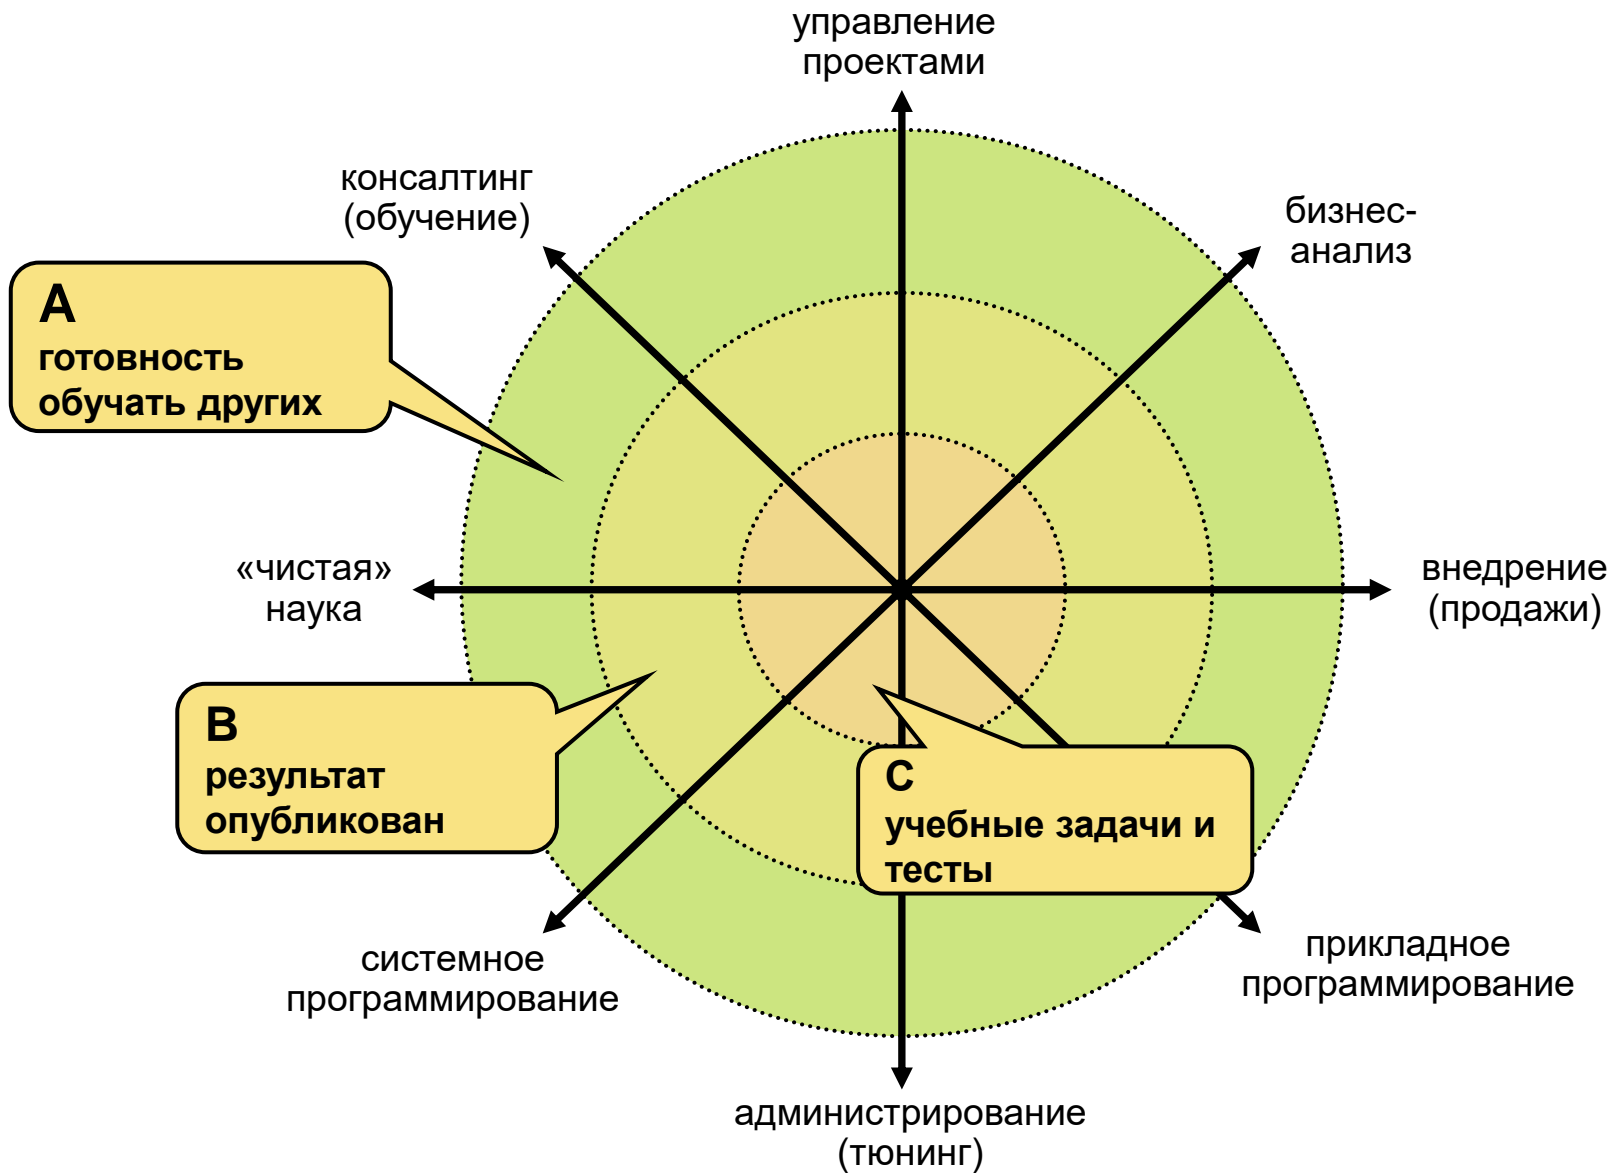 управление
проектами
консалтинг
(обучение)
бизнес-
анализ
A
готовность
обучать других
«чистая»
наука
внедрение
(продажи)
B
результат
опубликован
C
учебные задачи и
тесты
системное
программирование
прикладное
программирование
администрирование
(тюнинг)